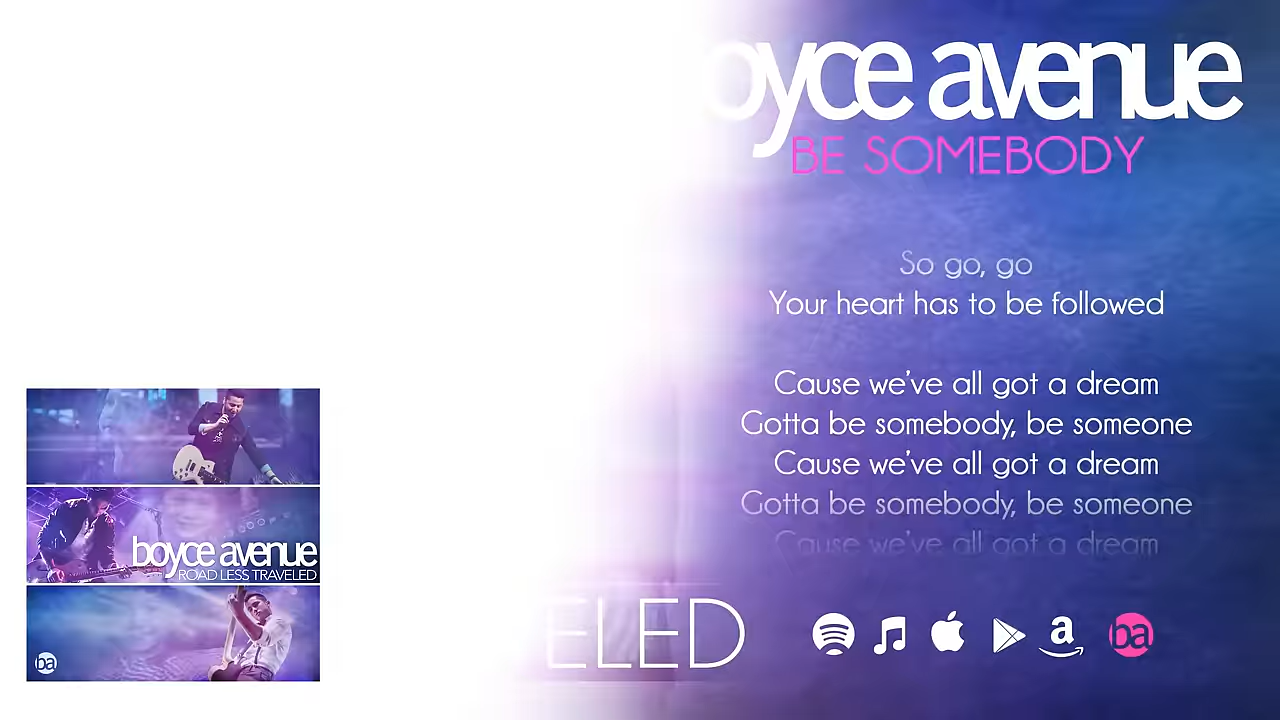 boyce avenue
BE SOMEBODY
So go, go
Your heart has to be followed
Cause we've all got a dream
Gotta be somebody, be someone
Cause we've all got a dream
Gotta be somebody, be someone
Cause we've all got a dream
boyce avenue
ROAD LESS TRAVELED
ba
ELED
a
ba